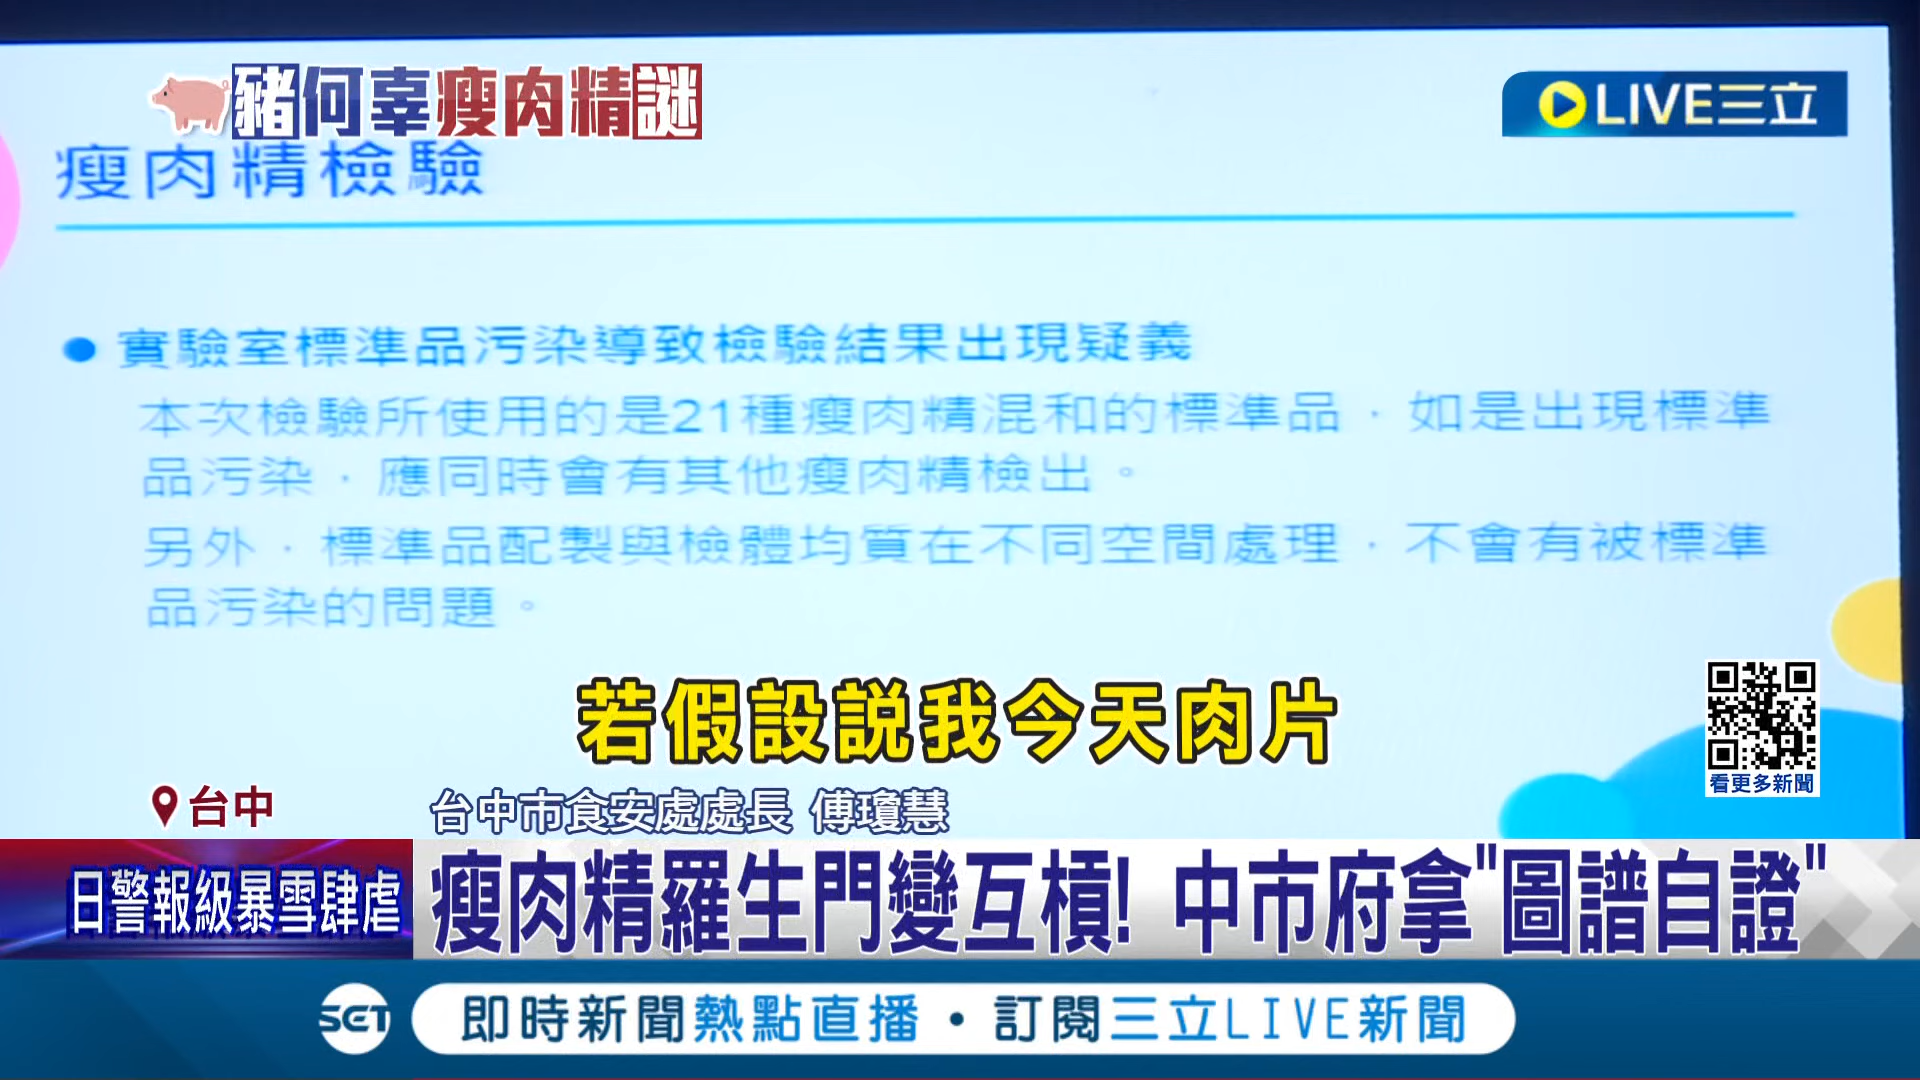 豬何辜瘦肉精謎
LIVE三立
瘦肉精檢驗
實驗室標準品污染導致檢驗結果出現疑義
本次檢驗所使用的是21種瘦肉精混和的標準品，如是出現標準
品污染，應同時會有其他瘦肉精檢出。
另外，標準品配製與檢體均質在不同空間處理，不會有被標準
品污染的問題。
若假設説我今天肉片
看更多新聞
台中
台中市食安處處長 傅瓊慧
日警報級暴雪肆虐
瘦肉精羅生門變互槓! 中市府拿"圖譜自證"
SET
即時新聞熱點直播・訂閱三立LIVE新聞